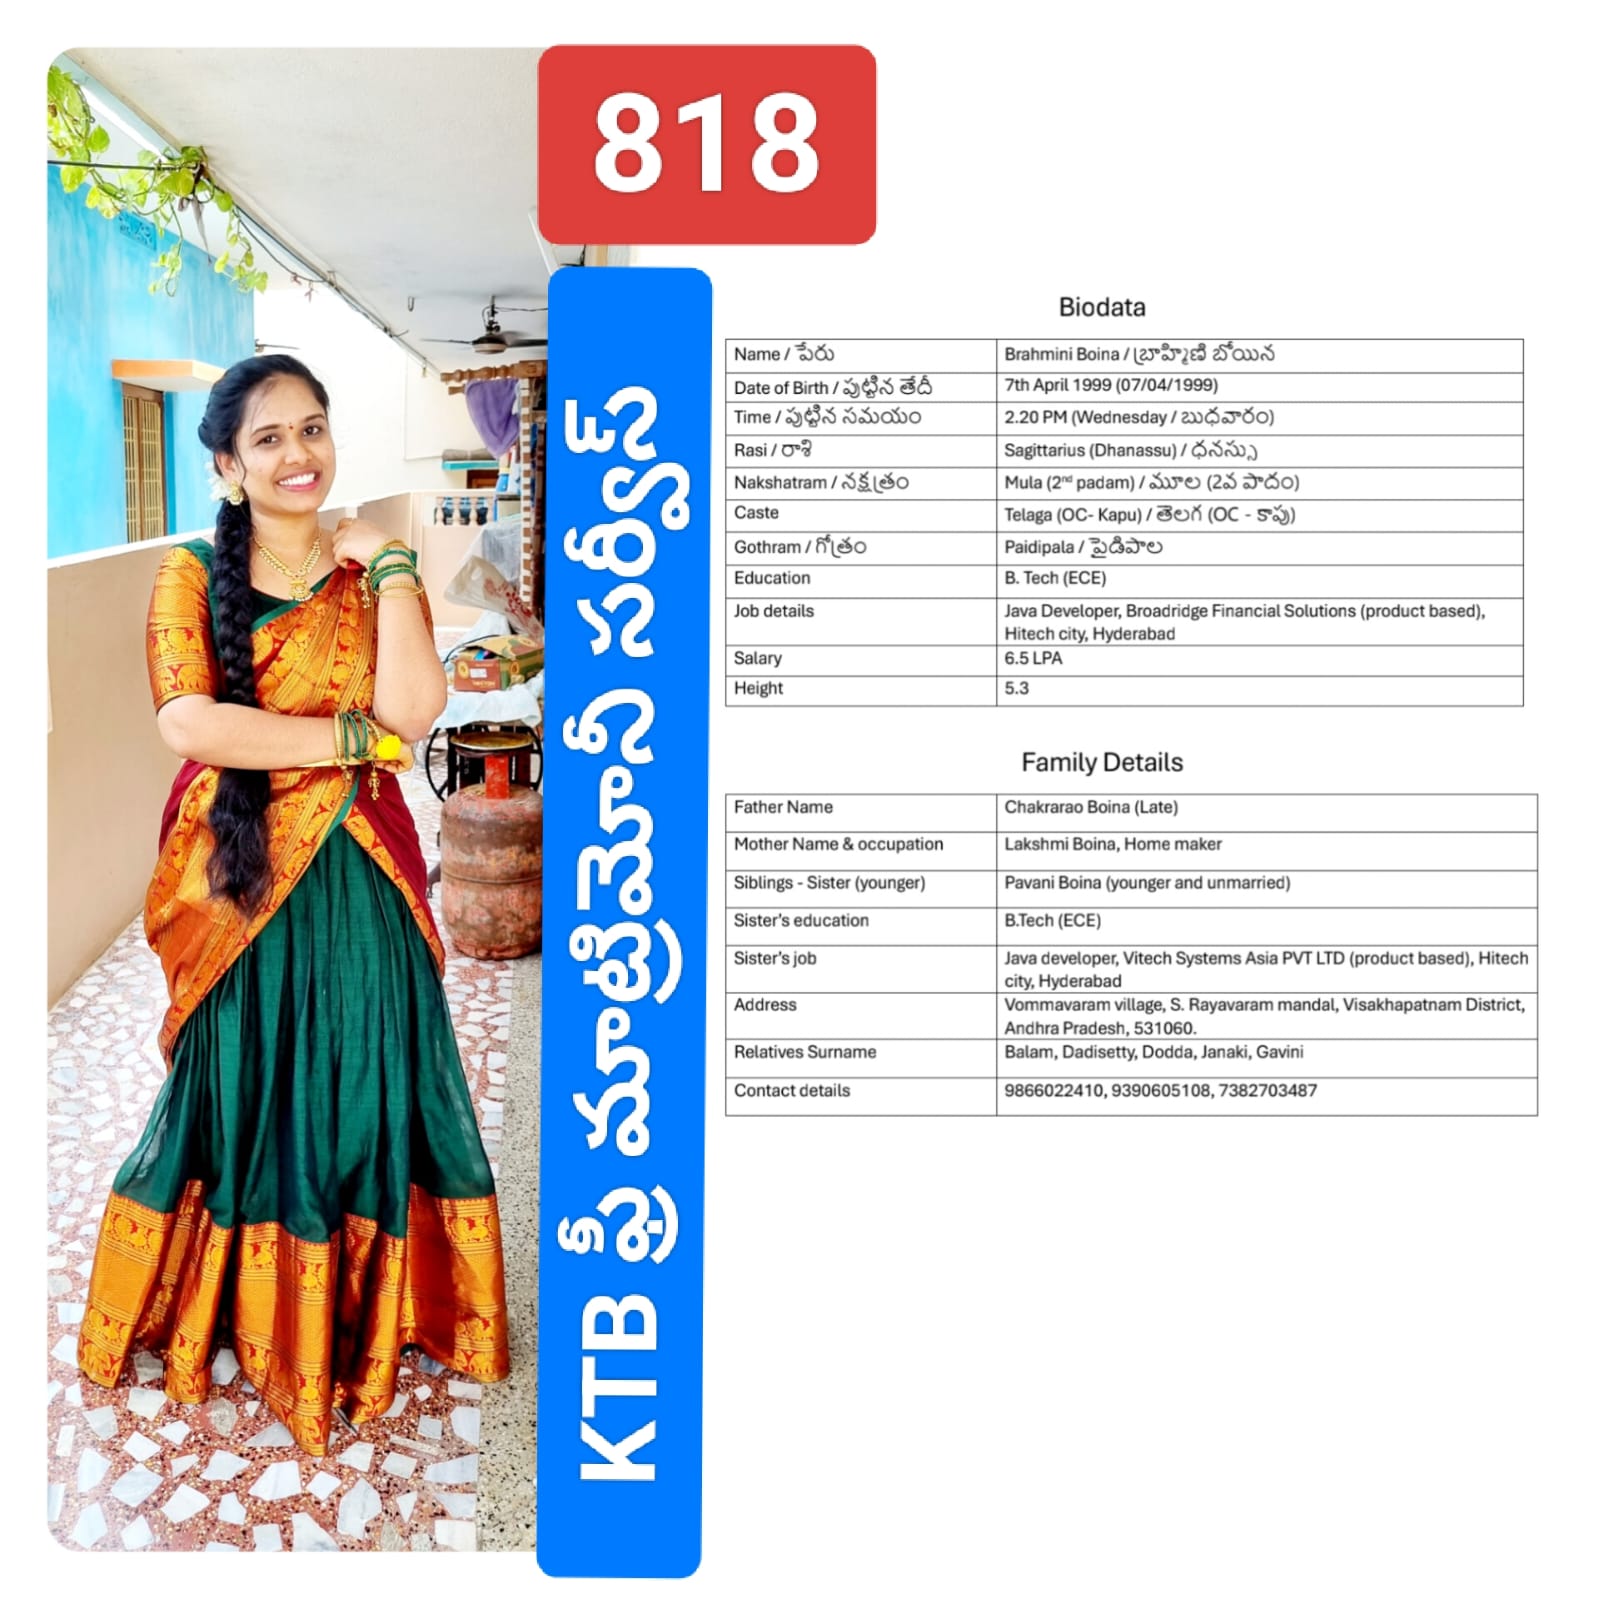 818
KTB ఫ్రీ మ్యాట్రిమోనీ సర్వీస్
Biodata
Name / పేరు Brahmini Boina / బ్రాహ్మిణి బోయిన
Date of Birth / పుట్టిన తేదీ 7th April 1999 (07/04/1999)
Time / పుట్టిన సమయం 2.20 PM (Wednesday / బుధవారం)
Rasi / రాశి Sagittarius (Dhanassu) / ధనస్సు
Nakshatram / నక్షత్రం Mula (2nd padam) / మూల (2వ పాదం)
Caste Telaga (OC- Kapu) / తెలగ (OC - కాపు)
Gothram / గోత్రం Paidipala / పైడిపాల
Education B. Tech (ECE)
Job details Java Developer, Broadridge Financial Solutions (product based),
Hitech city, Hyderabad
Salary 6.5 LPA
Height 5.3
Family Details
Father Name Chakrarao Boina (Late)
Mother Name & occupation Lakshmi Boina, Home maker
Siblings - Sister (younger) Pavani Boina (younger and unmarried)
Sister's education B.Tech (ECE)
Sister's job Java developer, Vitech Systems Asia PVT LTD (product based), Hitech
city, Hyderabad
Address Vommavaram village, S. Rayavaram mandal, Visakhapatnam District,
Andhra Pradesh, 531060.
Relatives Surname Balam, Dadisetty, Dodda, Janaki, Gavini
Contact details 9866022410, 9390605108, 7382703487